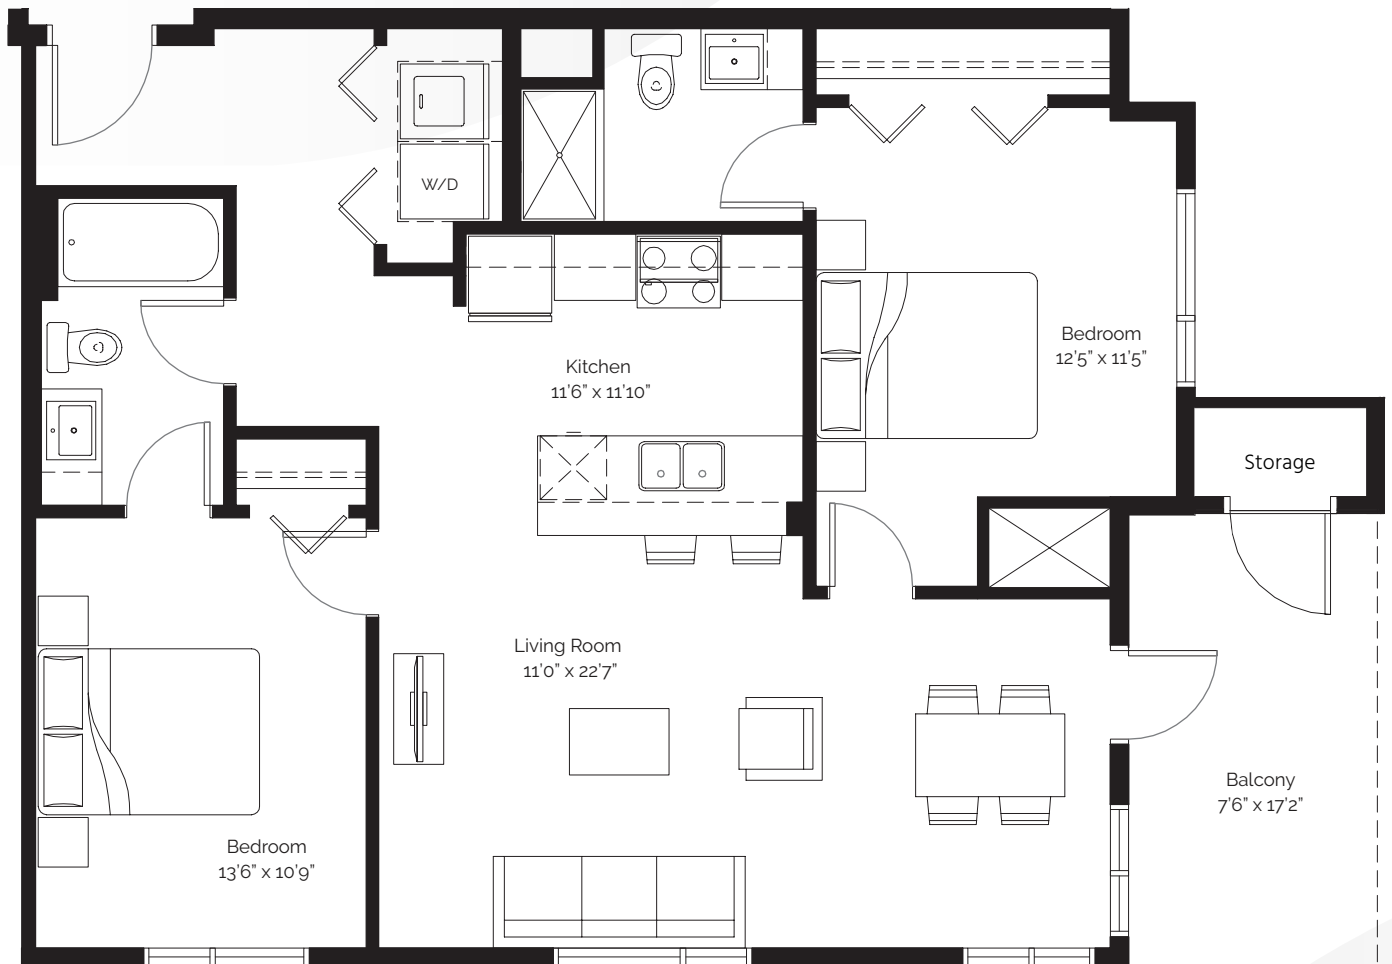 W/D
Bedroom
12'5" x 11'5"
Kitchen
11'6" x 11'10"
Storage
Living Room
11'0" x 22'7"
Balcony
7'6" x 17'2"
Bedroom
13'6" x 10'9"